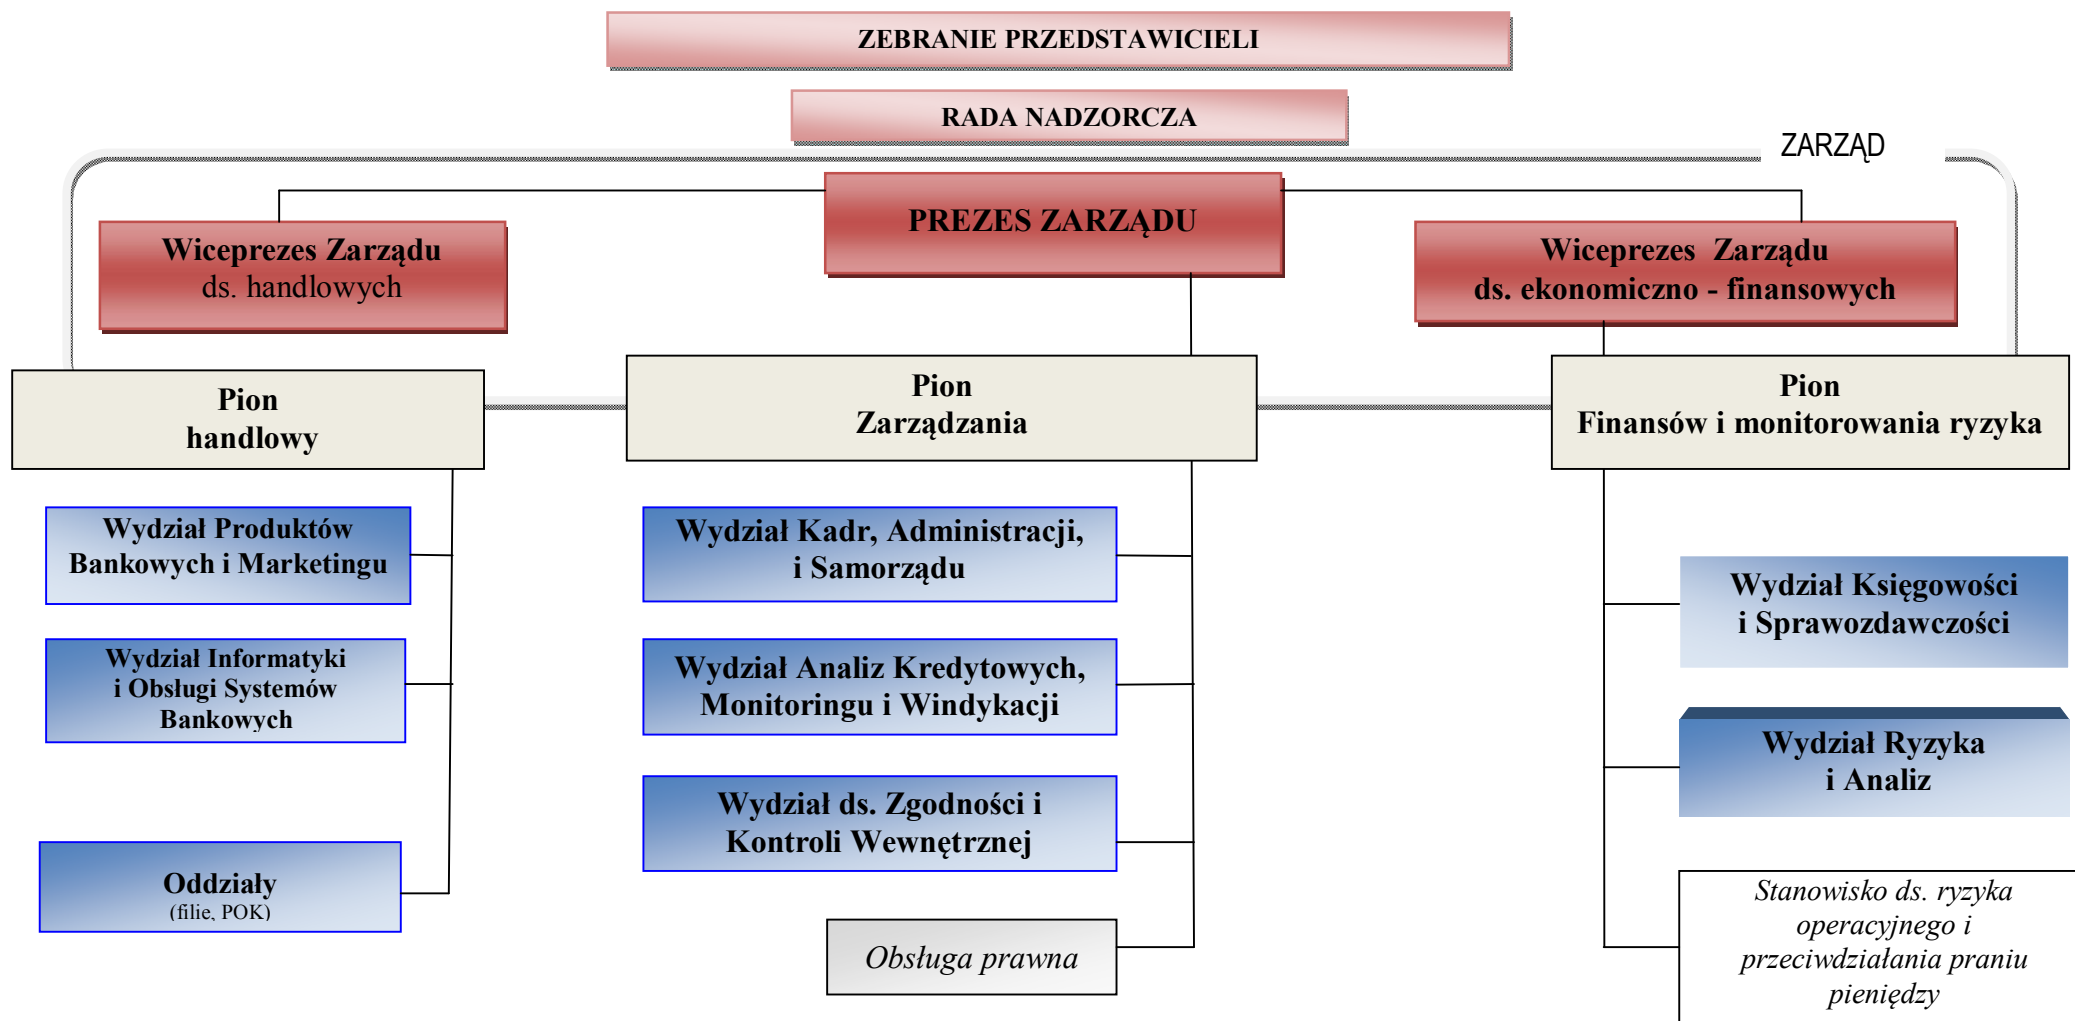 ZEBRANIE PRZEDSTAWICIELI
RADA NADZORCZA
ZARZĄD
PREZES ZARZĄDU
Wiceprezes Zarządu
ds. handlowych
Wiceprezes Zarządu
ds. ekonomiczno - finansowych
Pion
handlowy
Pion
Zarządzania
Pion
Finansów i monitorowania ryzyka
Wydział Produktów
Bankowych i Marketingu
Wydział Informatyki
i Obsługi Systemów
Bankowych
Oddziały
(filie, POK)
Wydział Kadr, Administracji,
i Samorządu
Wydział Analiz Kredytowych,
Monitoringu i Windykacji
Wydział ds. Zgodności i
Kontroli Wewnętrznej
Obsługa prawna
Wydział Księgowości
i Sprawozdawczości
Wydział Ryzyka
i Analiz
Stanowisko ds. ryzyka
operacyjnego i
przeciwdziałania praniu
pieniędzy